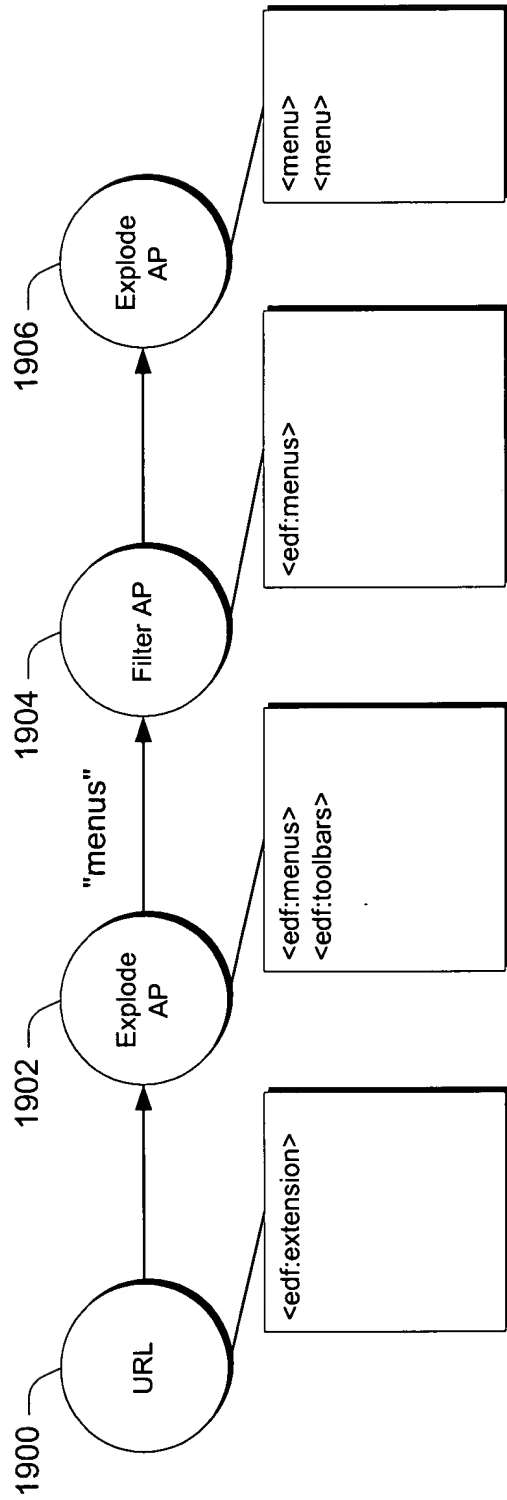 1900
URL
<edf:extension>
1902
Explode
AP
<edf:menus>
<edf:toolbars>
"menus"
1904
Filter AP
<edf:menus>
1906
Explode
AP
<menu>
<menu>